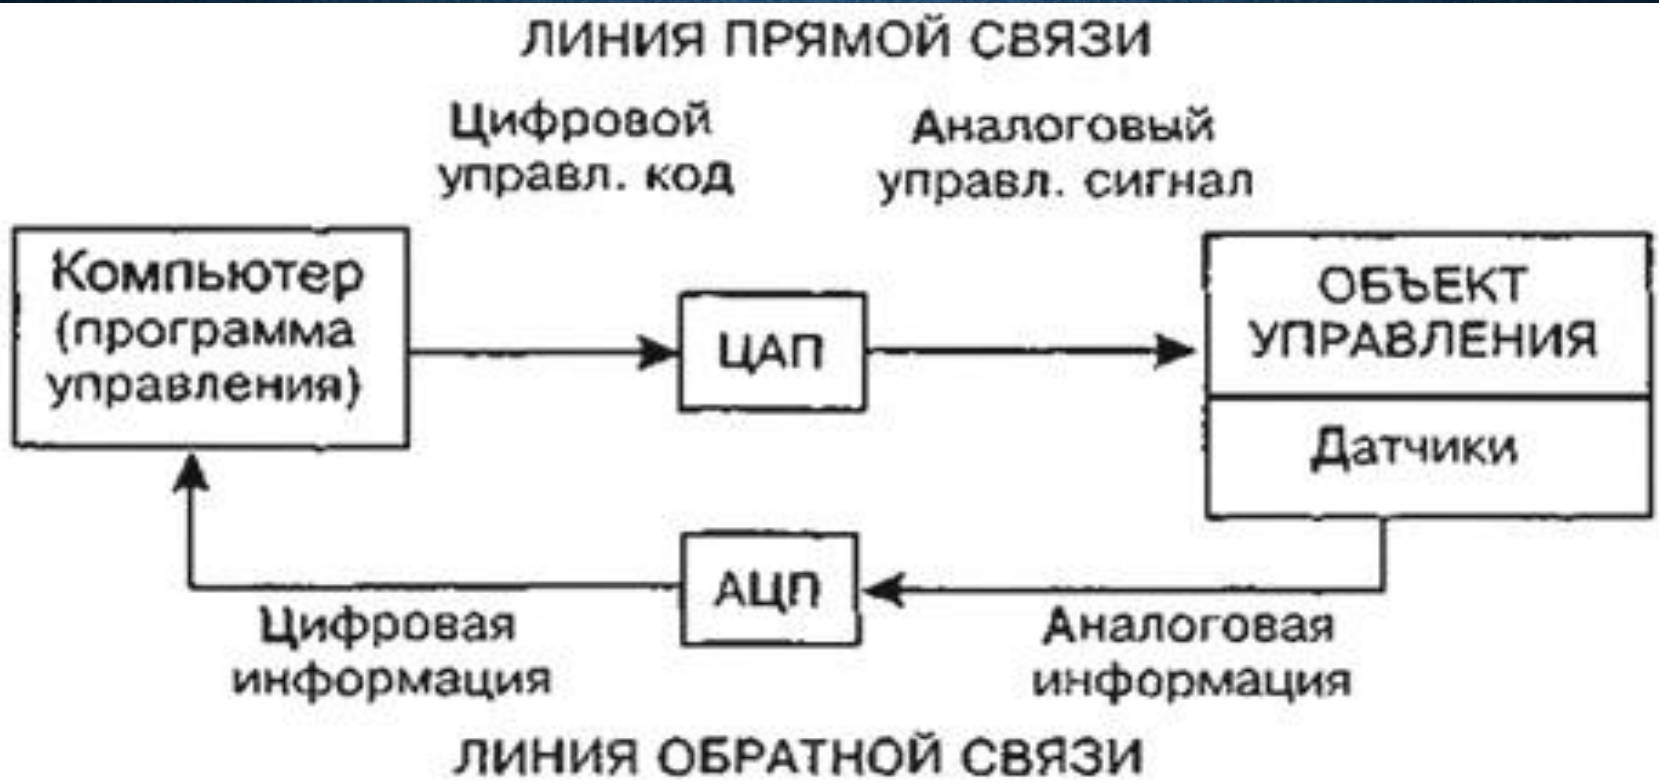 ЛИНИЯ ПРЯМОЙ СВЯЗИ
Цифровой
управл. код
Аналоговый
управл. сигнал
Компьютер
(программа
управления)
ЦАП
ОБЪЕКТ
УПРАВЛЕНИЯ
Датчики
АЦП
Цифровая
информация
Аналоговая
информация
ЛИНИЯ ОБРАТНОЙ СВЯЗИ